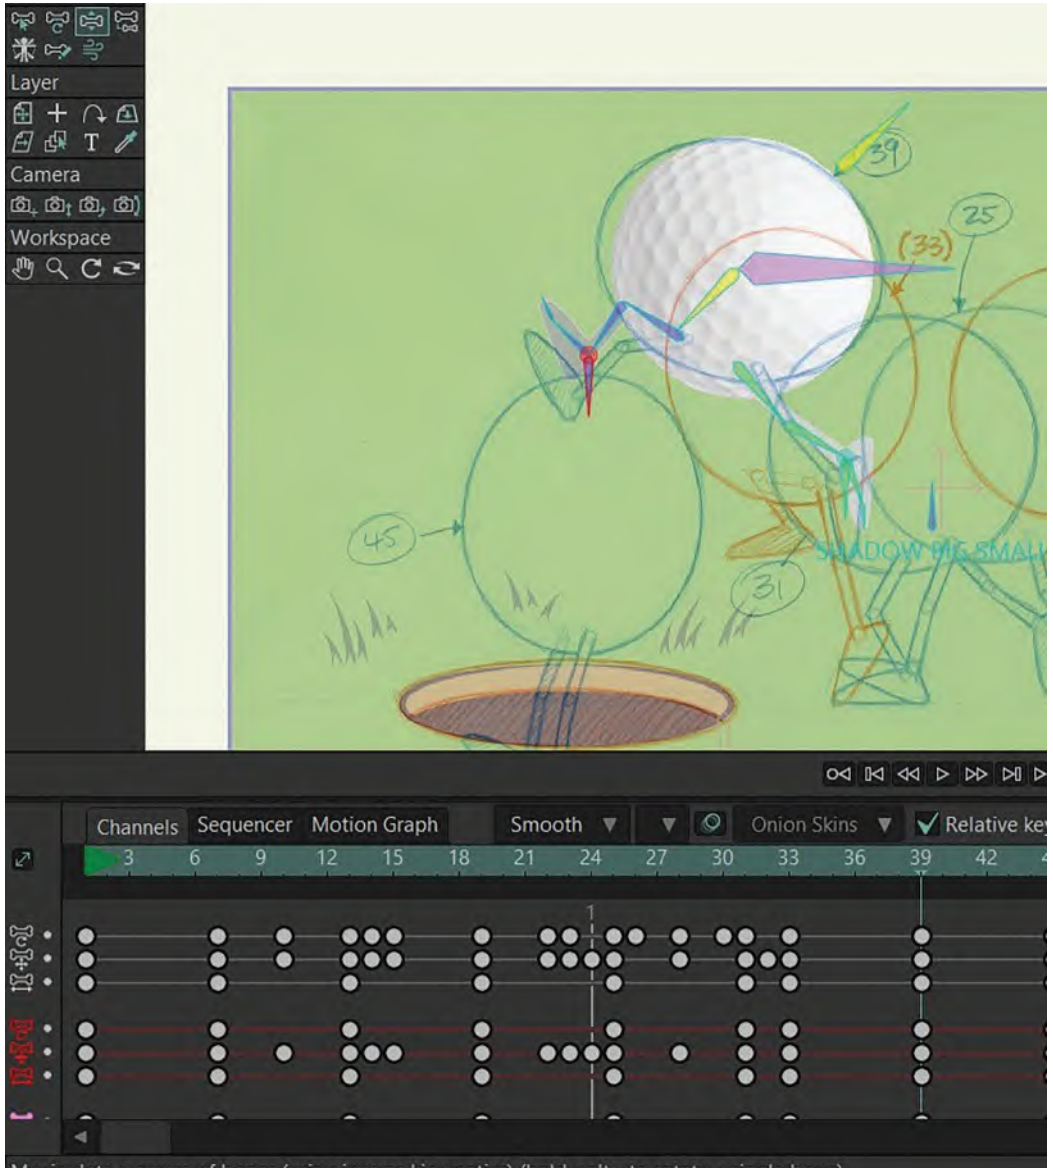 Layer
T
Camera
Workspace
39
25
(33)
45
31
SHADOW BIG SMALL
Channels Sequencer Motion Graph Smooth Onion Skins Relative key
3 6 9 12 15 18 21 24 27 30 33 36 39 42 4
1